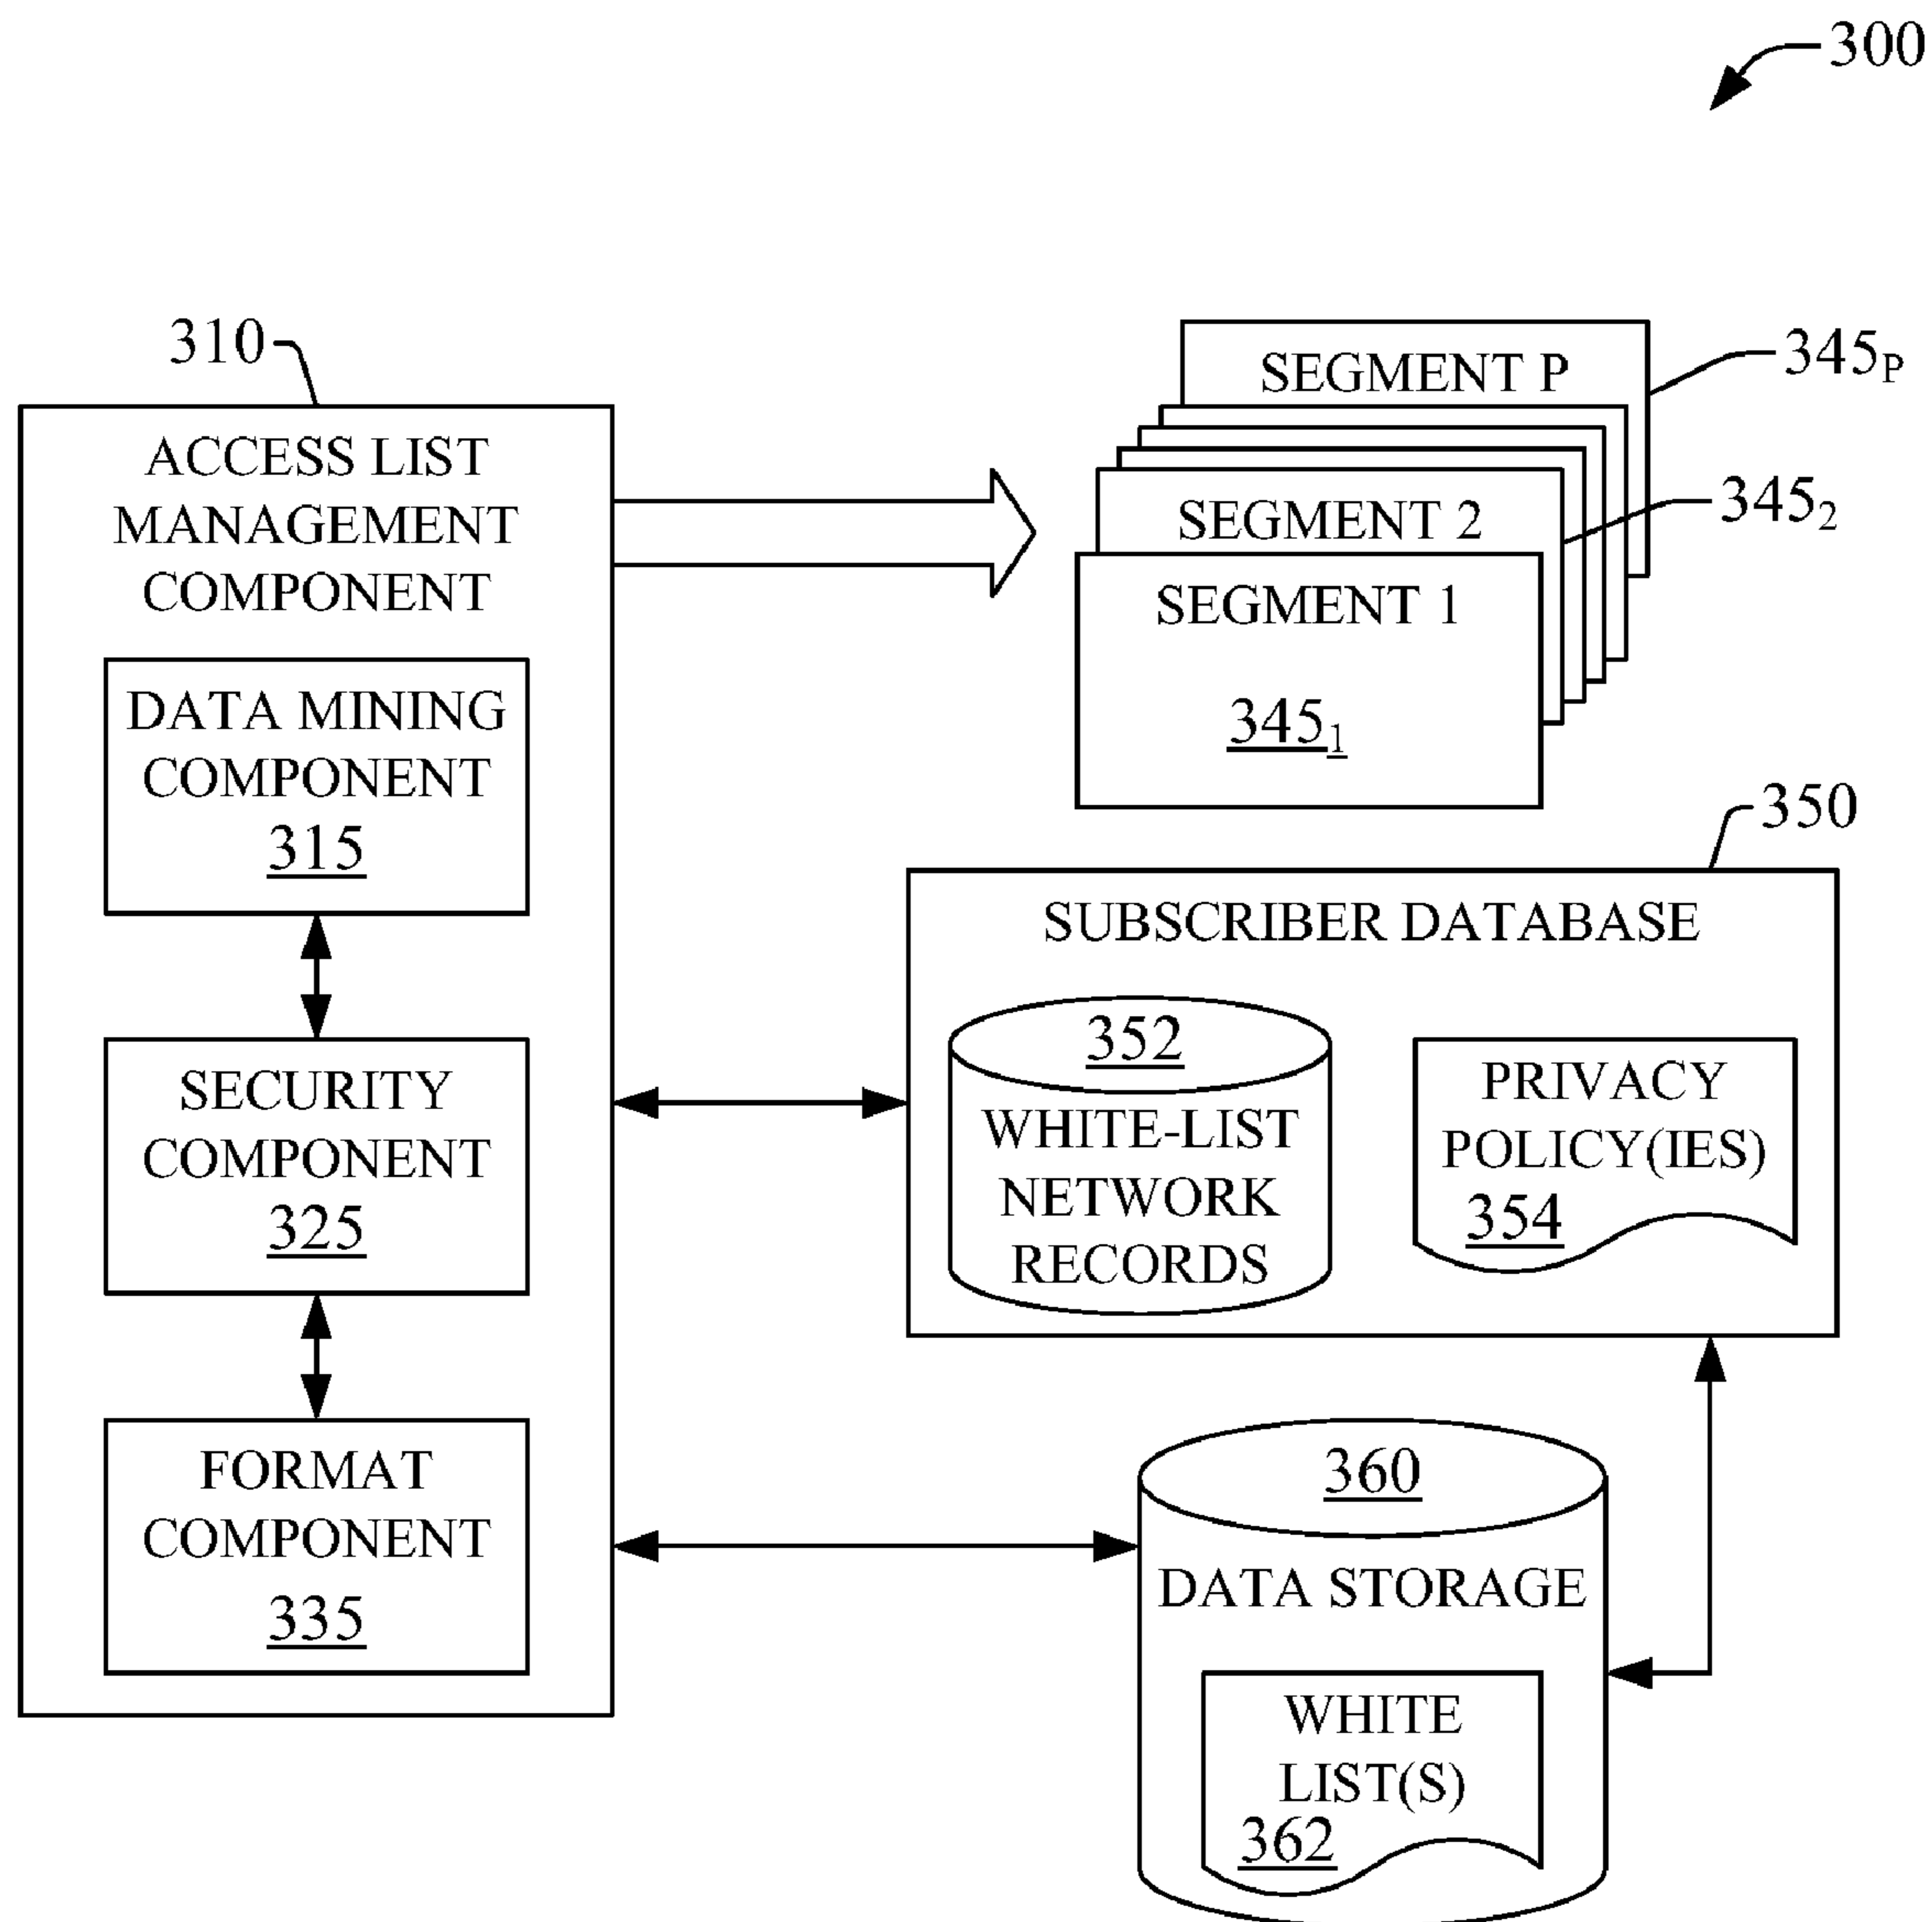 300
310
ACCESS LIST
MANAGEMENT
COMPONENT
DATA MINING
COMPONENT
315
SECURITY
COMPONENT
325
FORMAT
COMPONENT
335
SEGMENT P
345P
SEGMENT 2
3452
SEGMENT 1
3451
350
SUBSCRIBER DATABASE
352
WHITE-LIST
NETWORK
RECORDS
PRIVACY
POLICY(IES)
354
360
DATA STORAGE
WHITE
LIST(S)
362